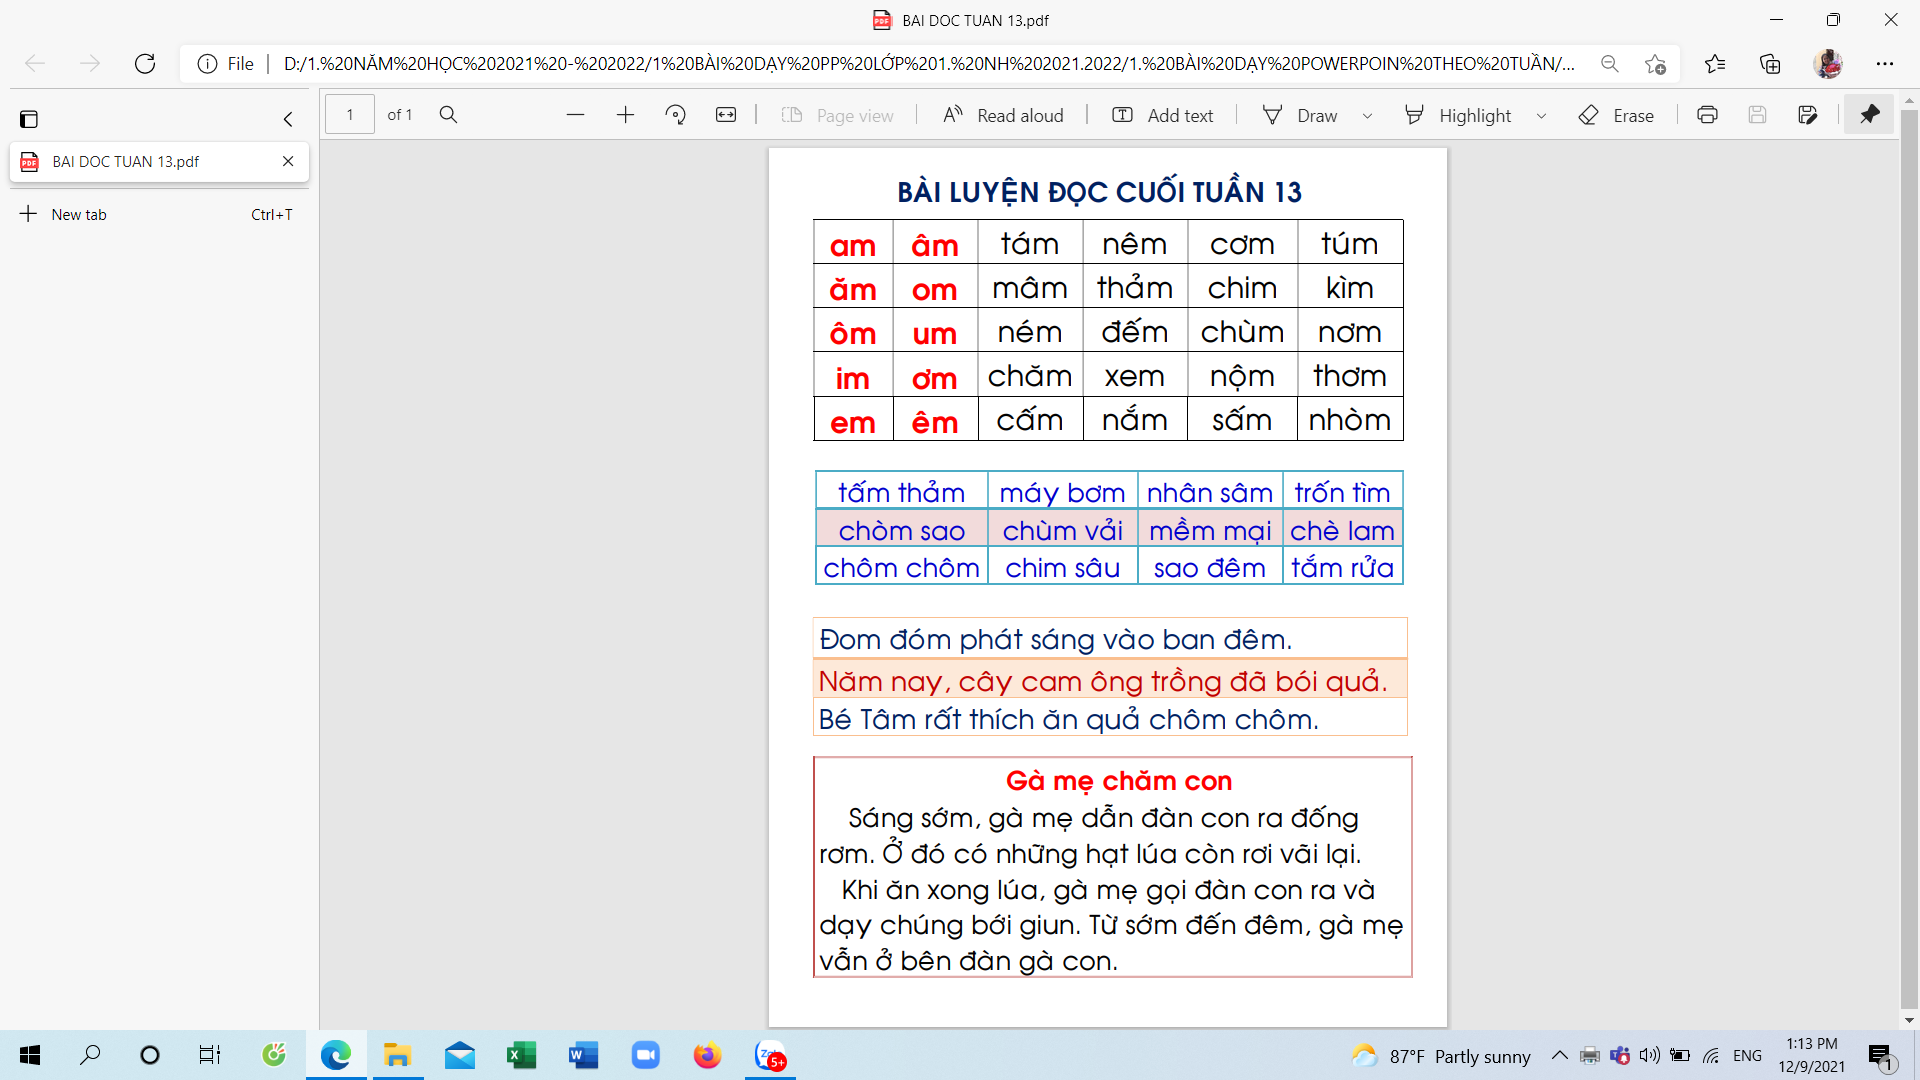 BAI DOC TUAN 13.pdf
File D:/1.%20NĂM%20HỌC%202021%20-%202022/1%20BÀI%20DẠY%20PP%20LỚP%201.%20NH%202021.2022/1.%20BÀI%20DẠY%20POWERPOIN%20THEO%20TUẦN/...
1 of 1 Page view Read aloud Add text Draw Highlight Erase
BAI DOC TUAN 13.pdf
New tab Ctrl+T
BÀI LUYỆN ĐỌC CUỐI TUẦN 13
am âm tám nêm cơm túm
ăm om mâm thảm chim kìm
ôm um ném đếm chùm nơm
im ơm chăm xem nộm thơm
em êm cấm nắm sấm nhòm
tấm thảm máy bơm nhân sâm trốn tìm
chòm sao chùm vải mềm mại chè lam
chôm chôm chim sâu sao đêm tắm rửa
Đom đóm phát sáng vào ban đêm.
Năm nay, cây cam ông trồng đã bói quả.
Bé Tâm rất thích ăn quả chôm chôm.
Gà mẹ chăm con
Sáng sớm, gà mẹ dẫn đàn con ra đống
rơm. Ở đó có những hạt lúa còn rơi vãi lại.
Khi ăn xong lúa, gà mẹ gọi đàn con ra và
dạy chúng bới giun. Từ sớm đến đêm, gà mẹ
vẫn ở bên đàn gà con.
87°F Partly sunny ENG 1:13 PM
12/9/2021 1
5+